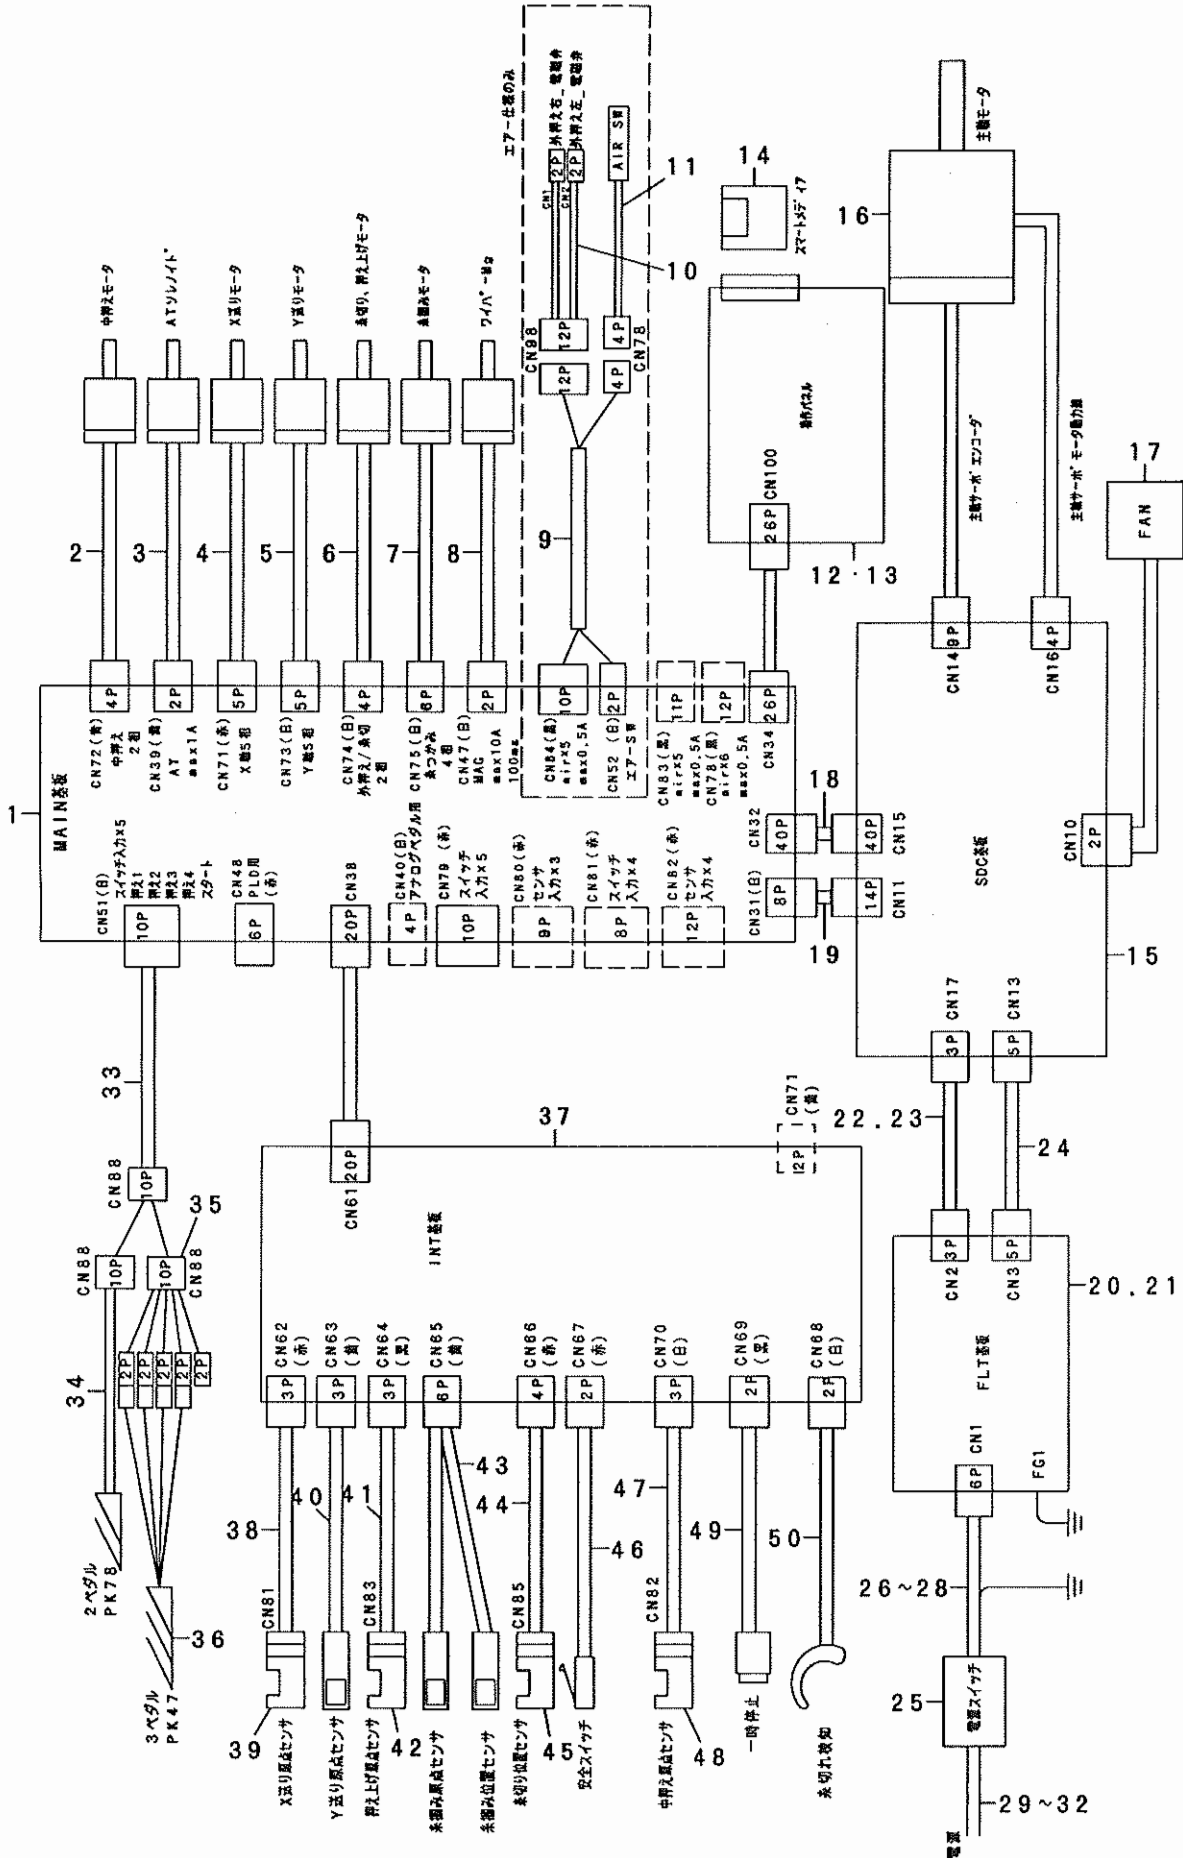 エアー仕様のみ
中押えモータ
ATソレノイド
X送りモータ
Y送りモータ
糸切り、押え上げモータ
糸掴みモータ
CN1
2P
外押え右_電磁弁
CN2
2P
外押え左_電磁弁
AIR SW
11
10
CN98
12P
12P
4P
4P
CN78
9
14
スマートメディア
操作パネル
CN100
26P
12・13
16
主軸モータ
主軸サーボエンコーダ
主軸サーボモータ動力線
17
FAN
2
3
4
5
6
7
8
1
MAIN基板
CN72(青)
中押え
2相
4P
CN39(黄)
AT
max1A
2P
CN71(赤)
X軸5相
5P
CN73(白)
Y軸5相
5P
CN74(白)
外押え/糸切
2相
4P
CN75(白)
糸つかみ
4相
6P
CN47(白)
MAG
max10A
100ms
2P
10P
airx5
max0.5A
CN52 (白)
エアーSW
2P
CN83(黒)
airx5
max0.5A
11P
CN78(黒)
airx6
max0.5A
12P
CN34
26P
CN51(白)
スイッチ入力x5
押え1
押え2
押え3
押え4
スタート
10P
CN48
PLD用
(赤)
6P
CN38
20P
CN40(白)
アナログペダル用
4P
CN79 (赤)
スイッチ
入力x5
10P
CN80(赤)
センサ
入力x3
9P
CN81(赤)
スイッチ
入力x4
8P
CN82(赤)
センサ
入力x4
12P
CN32
40P
18
40P
CN15
CN31(白)
8P
19
14P
CN11
SDC基板
CN14
9P
CN16
4P
CN10
2P
15
CN17
3P
CN13
5P
22.23
24
CN2
3P
CN3
5P
FLT基板
20.21
CN1
6P
FG1
26~28
25
電源スイッチ
29~32
電源
33
CN88
10P
35
CN88
10P
10P
CN88
34
2P
2P
2P
2P
2P
2ペダル
PK78
36
3ペダル
PK47
CN61
20P
37
CN71
(黄)
12P
INT基板
CN62
(赤)
3P
CN63
(黄)
3P
CN64
(黒)
3P
CN65
(黄)
6P
CN66
(赤)
4P
CN67
(赤)
2P
CN70
(白)
3P
CN69
(黒)
2P
CN68
(白)
2P
38
40
41
43
44
46
47
49
50
CN81
CN83
CN85
CN82
39
42
45
48
X送り原点センサ
Y送り原点センサ
押え上げ原点センサ
糸掴み原点センサ
糸掴み位置センサ
糸切り位置センサ
安全スイッチ
中押え原点センサ
一時停止
糸切れ検知